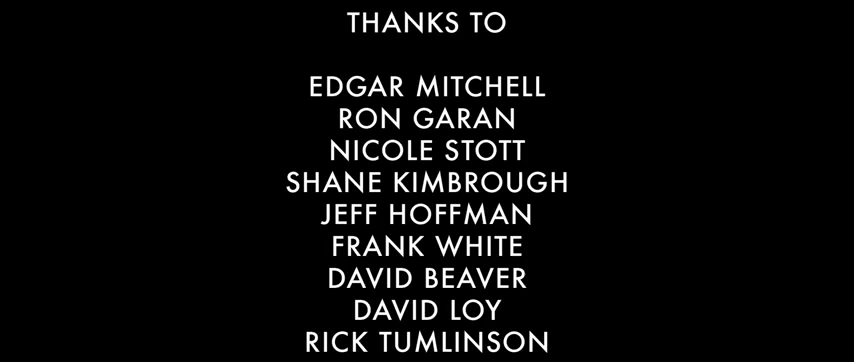 THANKS TO
EDGAR MITCHELL
RON GARAN
NICOLE STOTT
SHANE KIMBROUGH
JEFF HOFFMAN
FRANK WHITE
DAVID BEAVER
DAVID LOY
RICK TUMLINSON